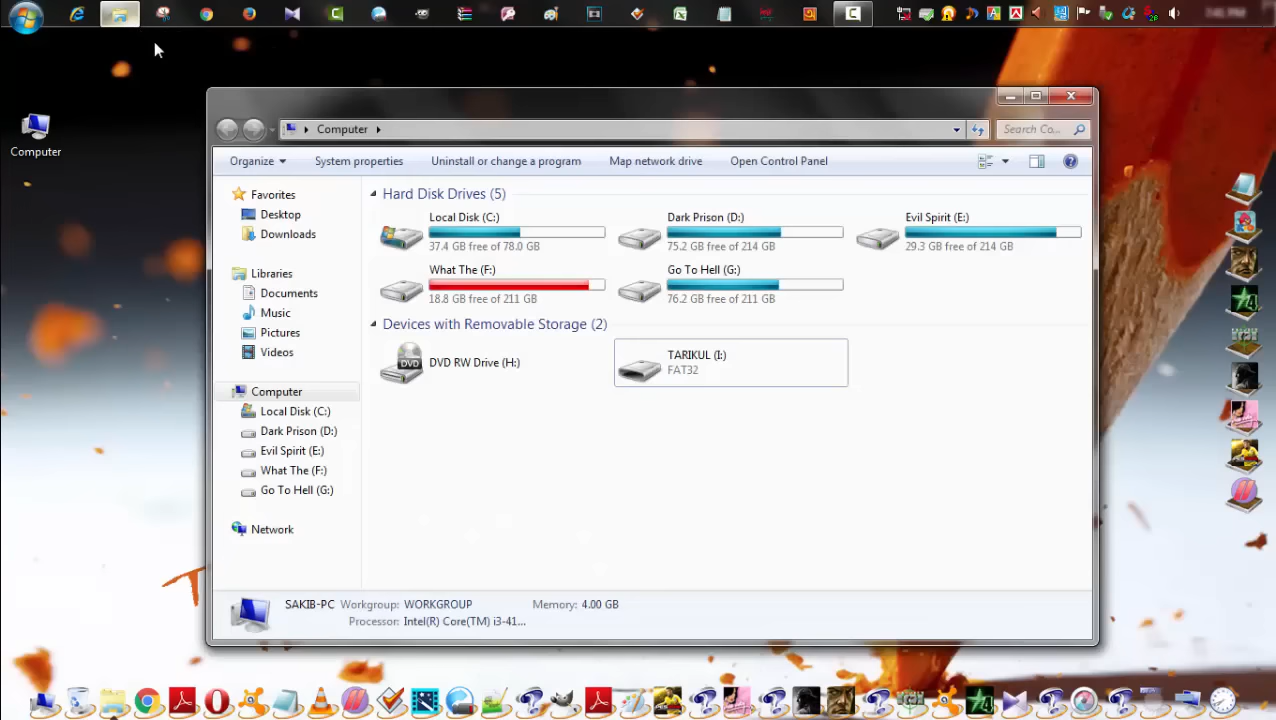 Computer
Computer
Search Co...
Organize
System properties
Uninstall or change a program
Map network drive
Open Control Panel
Favorites
Desktop
Downloads
Libraries
Documents
Music
Pictures
Videos
Computer
Local Disk (C:)
Dark Prison (D:)
Evil Spirit (E:)
What The (F:)
Go To Hell (G:)
Network
Hard Disk Drives (5)
Local Disk (C:)
37.4 GB free of 78.0 GB
Dark Prison (D:)
75.2 GB free of 214 GB
Evil Spirit (E:)
29.3 GB free of 214 GB
What The (F:)
18.8 GB free of 211 GB
Go To Hell (G:)
76.2 GB free of 211 GB
Devices with Removable Storage (2)
DVD
DVD RW Drive (H:)
TARIKUL (I:)
FAT32
SAKIB-PC Workgroup: WORKGROUP Memory: 4.00 GB
Processor: Intel(R) Core(TM) i3-41...